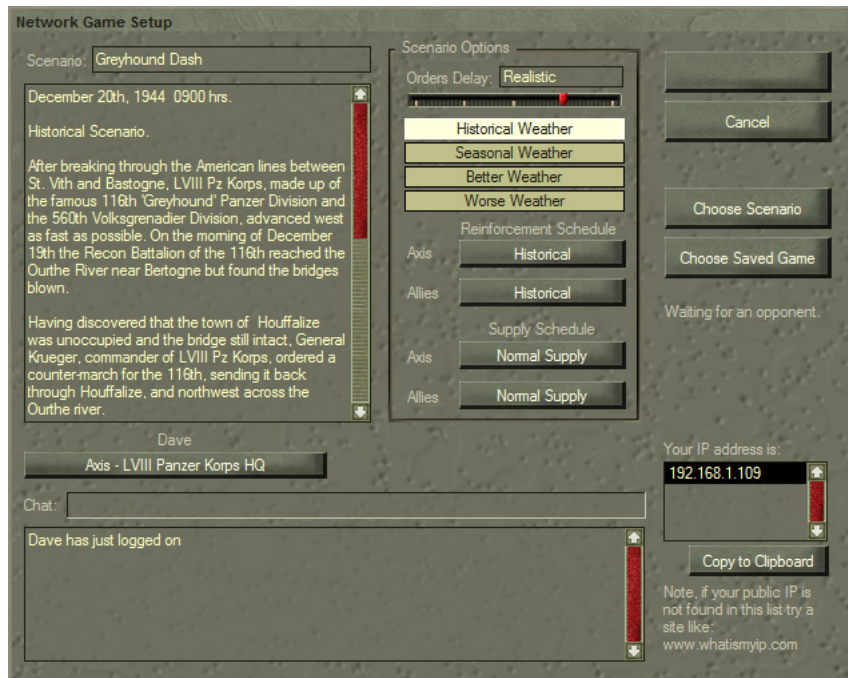 Network Game Setup
Scenario: Greyhound Dash
December 20th, 1944 0900 hrs.
Historical Scenario.
After breaking through the American lines between
St. Vith and Bastogne, LVIII Pz Korps, made up of
the famous 116th 'Greyhound' Panzer Division and
the 560th Volksgrenadier Division, advanced west
as fast as possible. On the morning of December
19th the Recon Battalion of the 116th reached the
Ourthe River near Bertogne but found the bridges
blown.
Having discovered that the town of Houffalize
was unoccupied and the bridge still intact, General
Krueger, commander of LVIII Pz Korps, ordered a
counter-march for the 116th, sending it back
through Houffalize, and northwest across the
Ourthe river.
Scenario Options
Orders Delay: Realistic
Historical Weather
Seasonal Weather
Better Weather
Worse Weather
Reinforcement Schedule
Axis Historical
Allies Historical
Supply Schedule
Axis Normal Supply
Allies Normal Supply
Cancel
Choose Scenario
Choose Saved Game
Waiting for an opponent.
Dave
Axis - LVIII Panzer Korps HQ
Chat:
Dave has just logged on
Your IP address is:
192.168.1.109
Copy to Clipboard
Note, if your public IP is
not found in this list try a
site like:
www.whatismyip.com